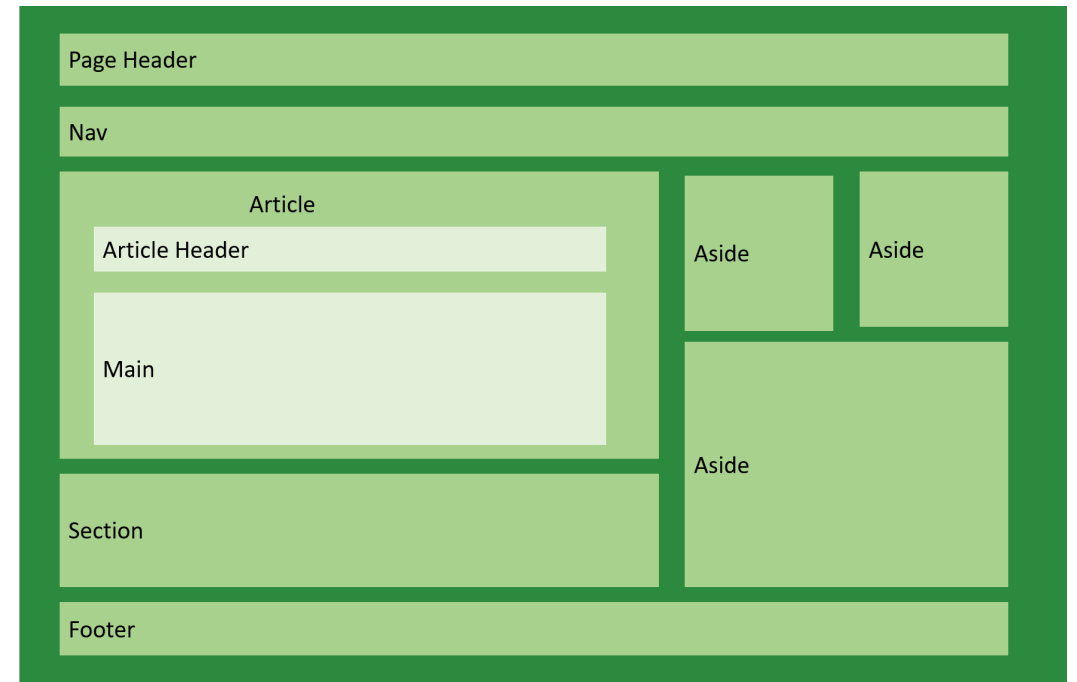 Page Header
Nav
Article
Article Header
Main
Aside
Aside
Aside
Section
Footer